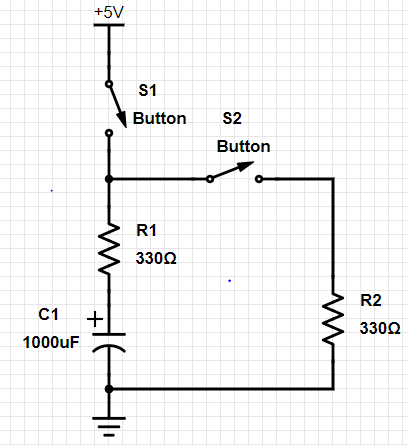 +5V
S1
Button
S2
Button
R1
330Ω
C1
+
1000uF
R2
330Ω